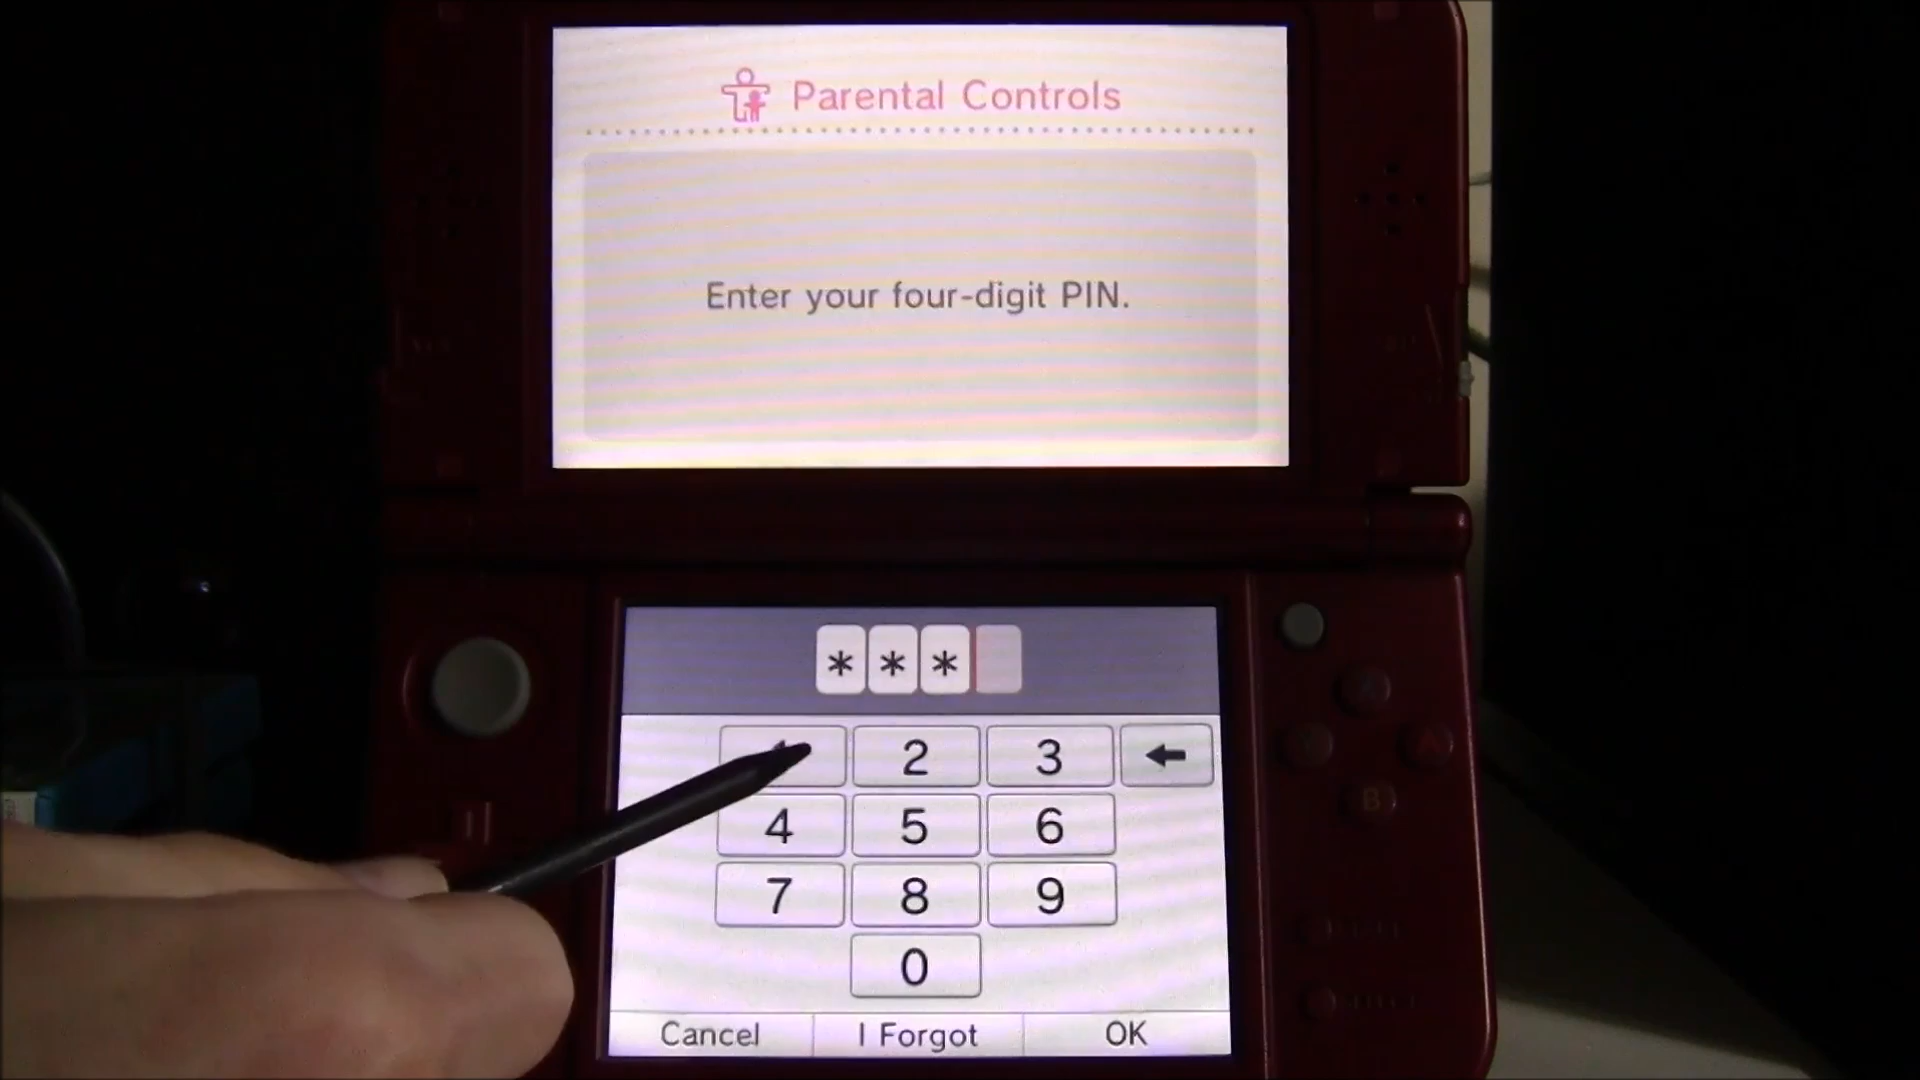 Parental Controls
Enter your four-digit PIN.
* * *
2 3 ←
4 5 6
7 8 9
0
Cancel I Forgot OK
B